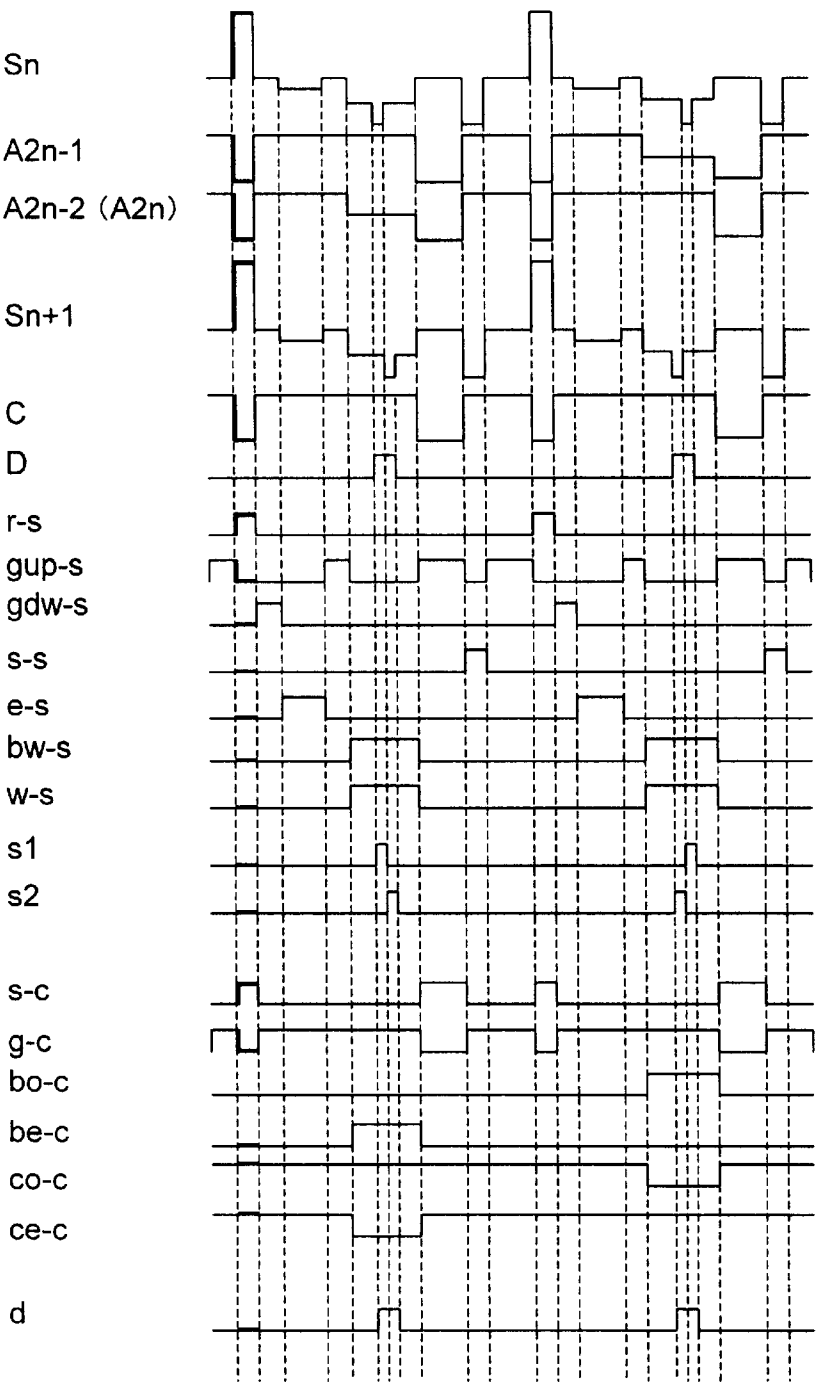 Sn
A2n-1
A2n-2 (A2n)
Sn+1
C
D
r-s
gup-s
gdw-s
s-s
e-s
bw-s
w-s
s1
s2
s-c
g-c
bo-c
be-c
co-c
ce-c
d